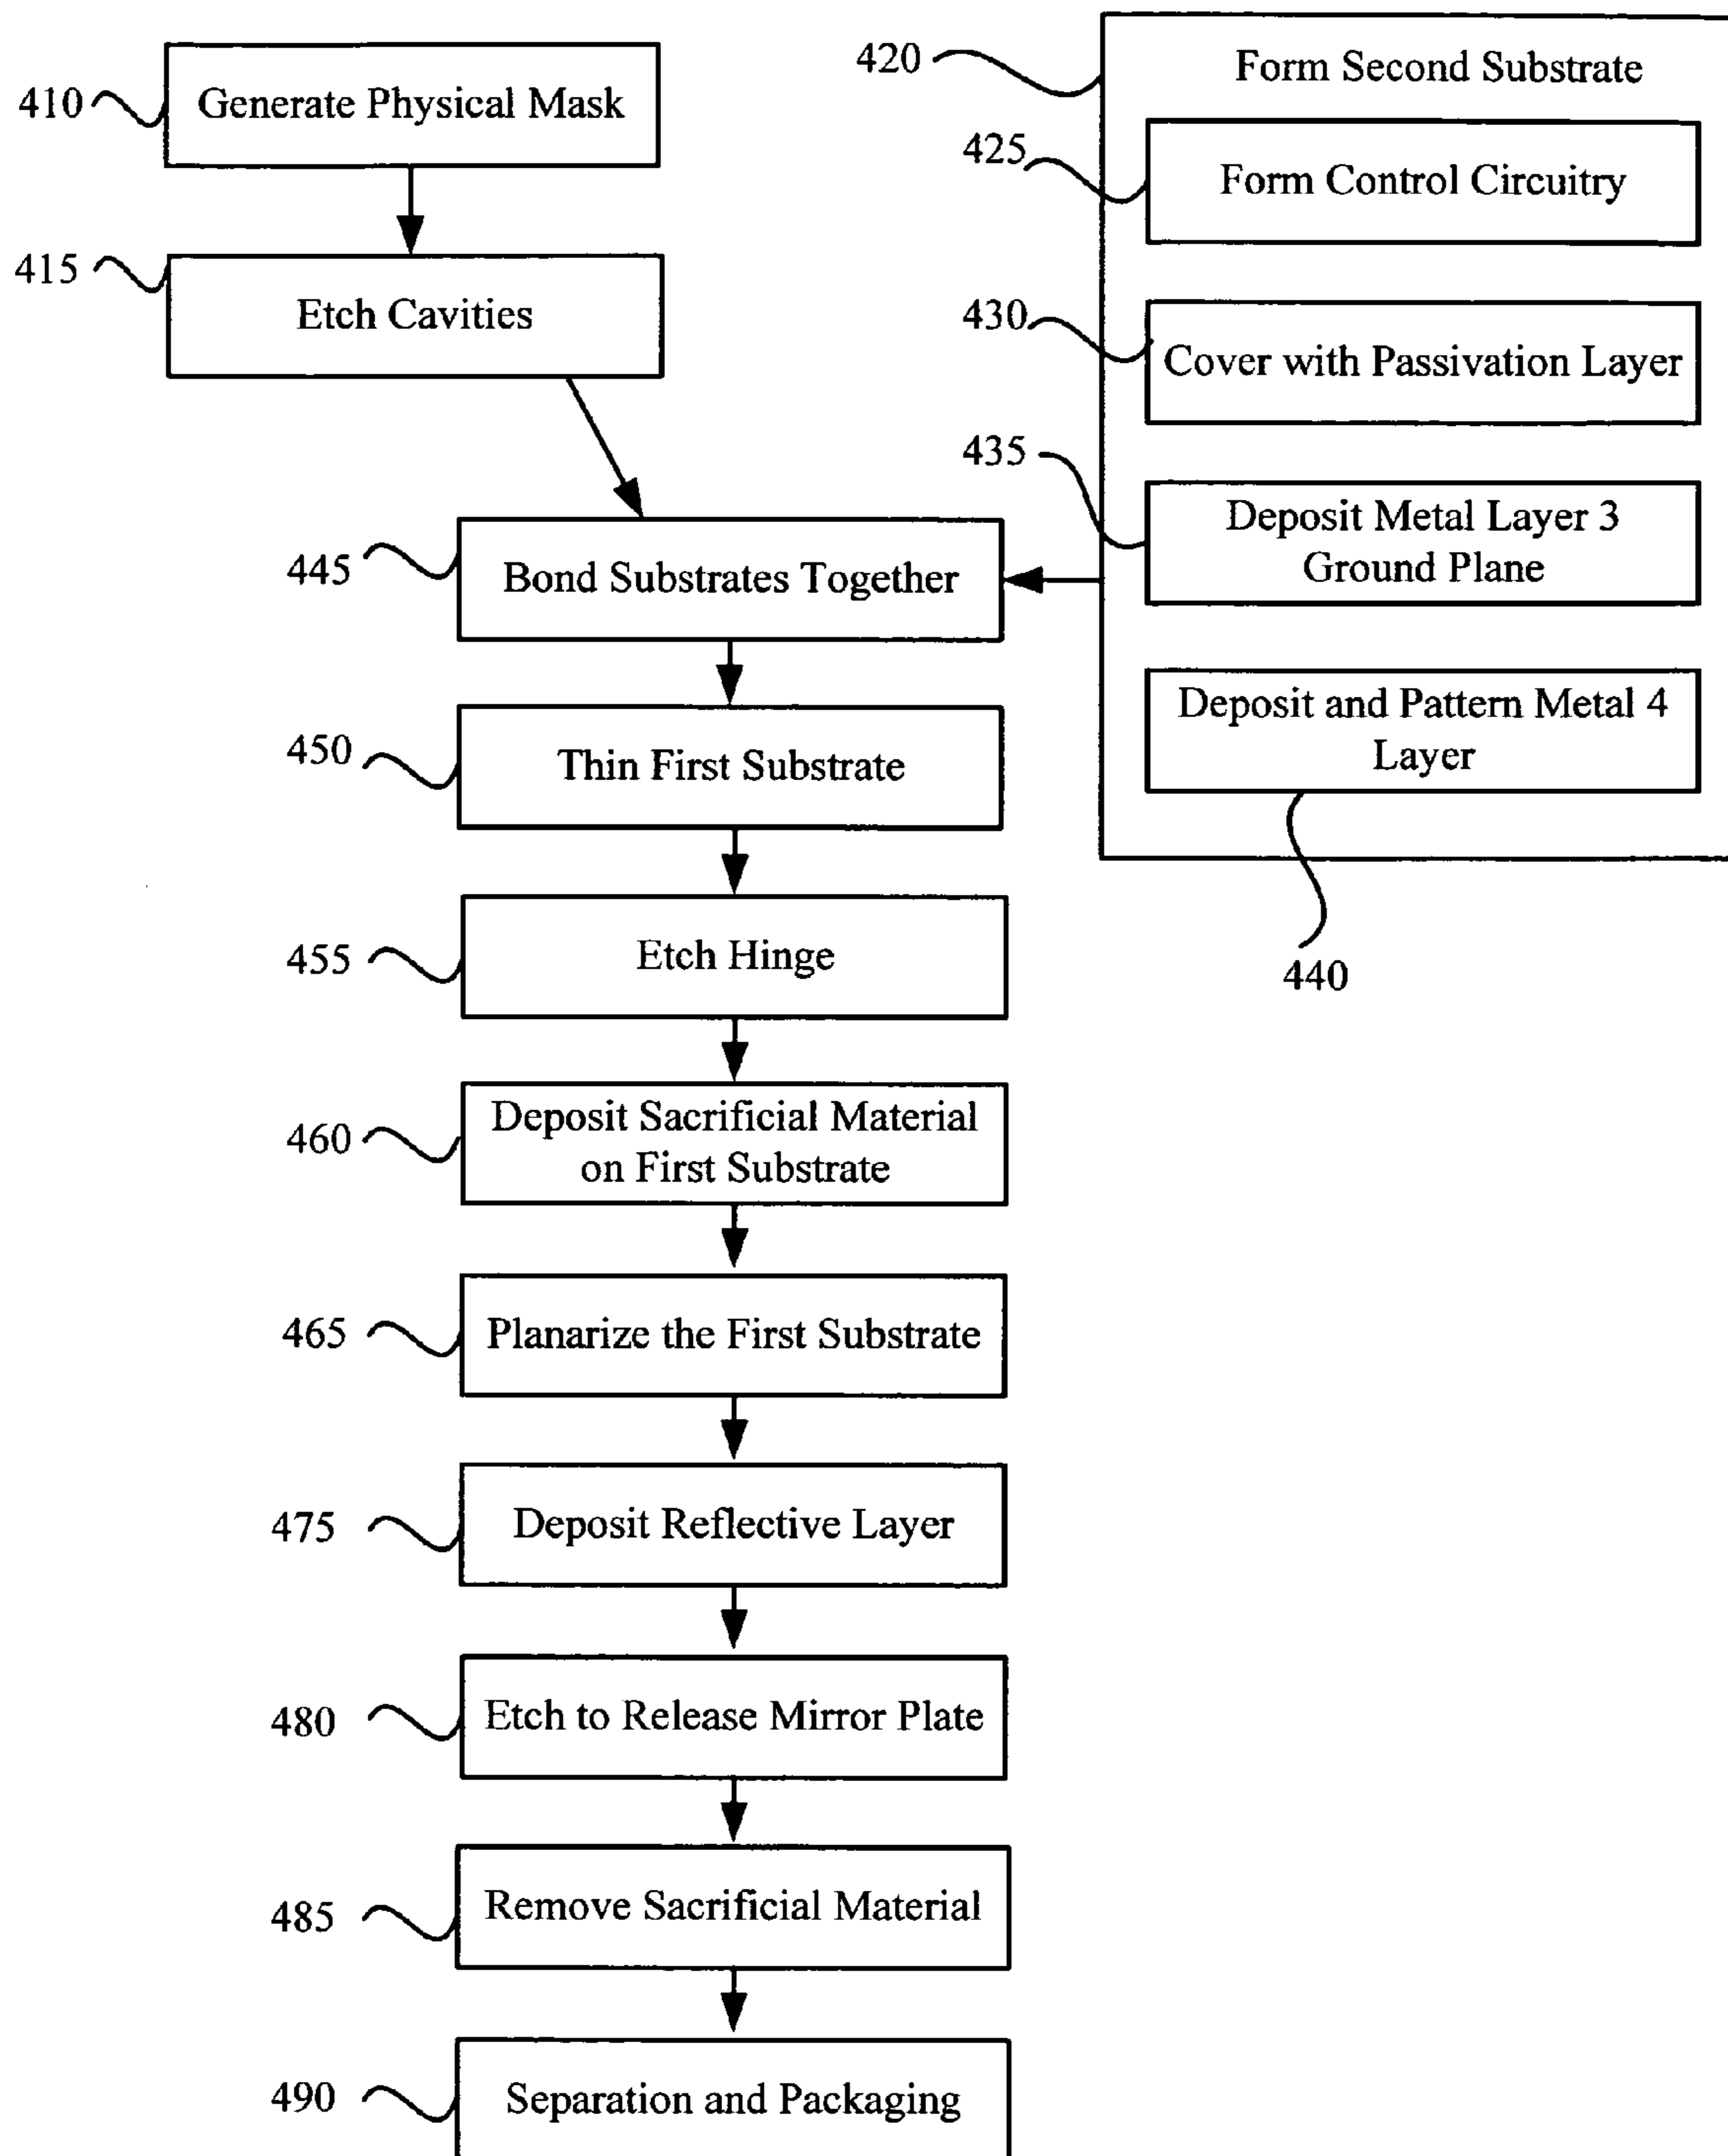 410
Generate Physical Mask
415
Etch Cavities
420
Form Second Substrate
425
Form Control Circuitry
430
Cover with Passivation Layer
435
Deposit Metal Layer 3
Ground Plane
Deposit and Pattern Metal 4
Layer
440
445
Bond Substrates Together
450
Thin First Substrate
455
Etch Hinge
460
Deposit Sacrificial Material
on First Substrate
465
Planarize the First Substrate
475
Deposit Reflective Layer
480
Etch to Release Mirror Plate
485
Remove Sacrificial Material
490
Separation and Packaging